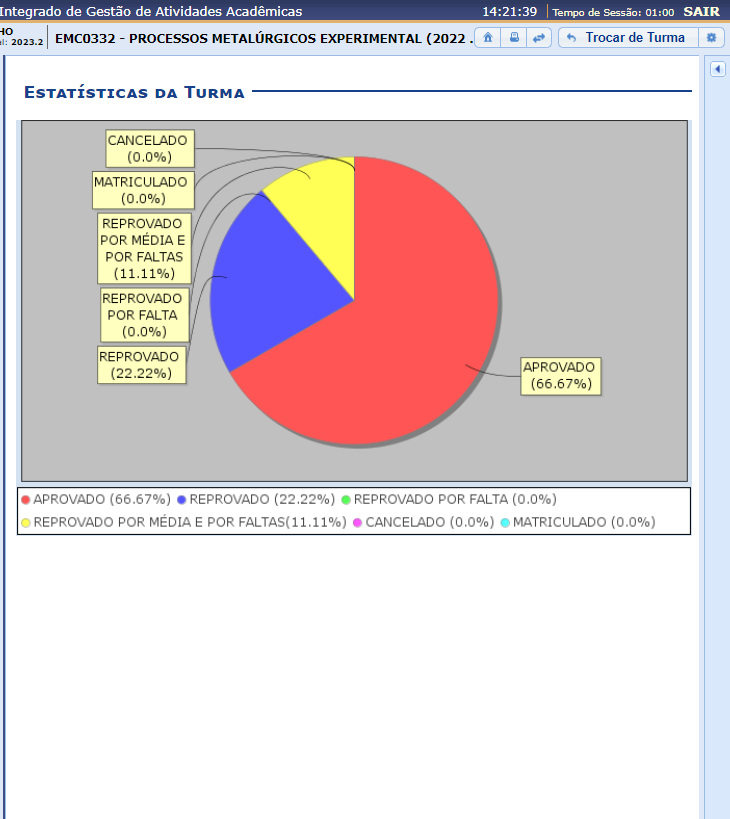 Integrado de Gestão de Atividades Acadêmicas 14:21:39 Tempo de Sessão: 01:00 SAIR
HO
el: 2023.2 EMC0332 - PROCESSOS METALÚRGICOS EXPERIMENTAL (2022 . Trocar de Turma
Estatísticas da Turma
CANCELADO
(0.0%)
MATRICULADO
(0.0%)
REPROVADO
POR MÉDIA E
POR FALTAS
(11.11%)
REPROVADO
POR FALTA
(0.0%)
REPROVADO
(22.22%)
APROVADO
(66.67%)
APROVADO (66.67%) REPROVADO (22.22%) REPROVADO POR FALTA (0.0%)
REPROVADO POR MÉDIA E POR FALTAS(11.11%) CANCELADO (0.0%) MATRICULADO (0.0%)